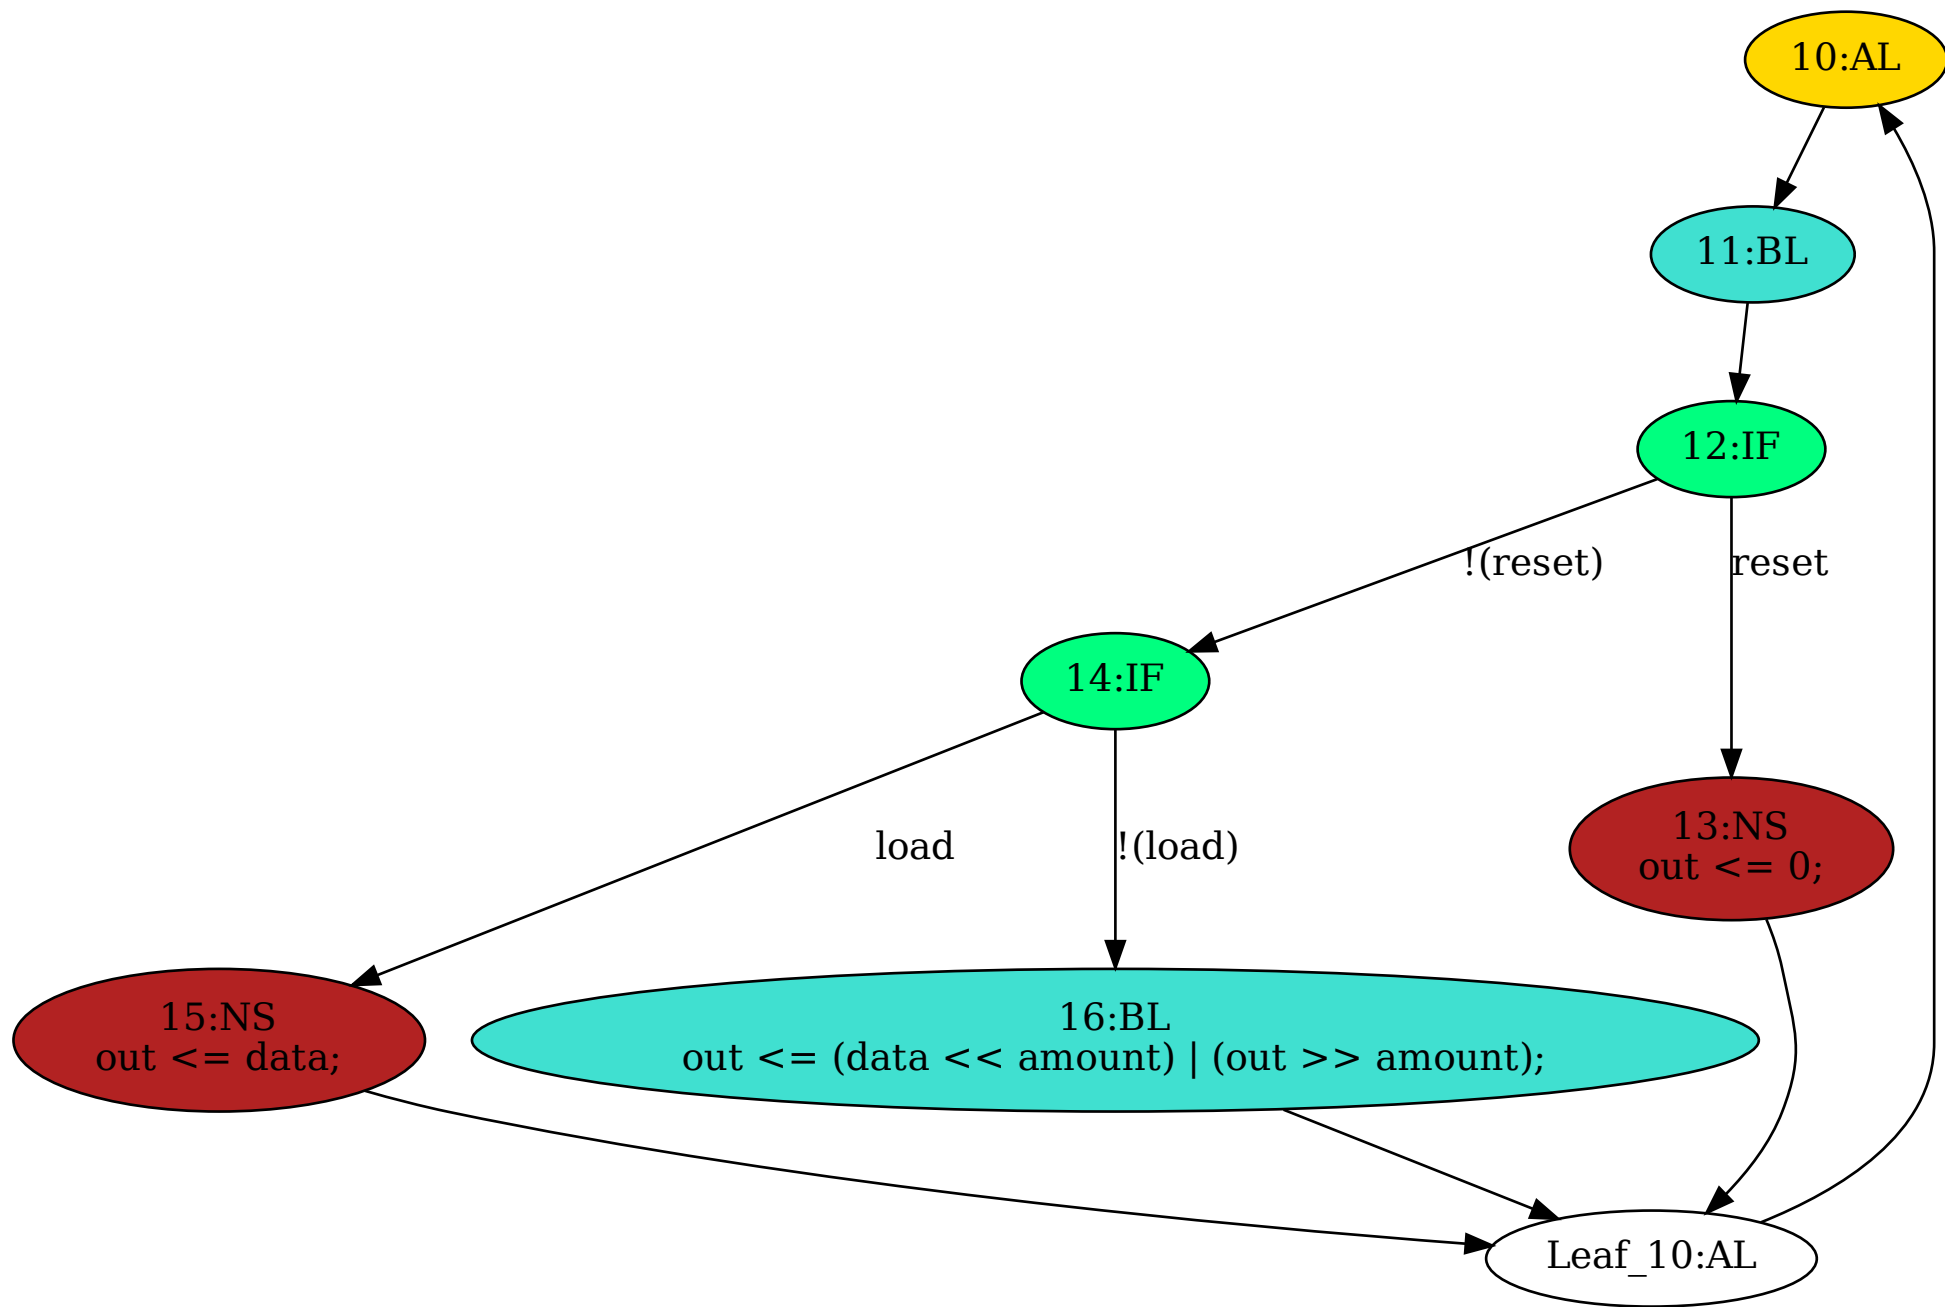 10:AL
11:BL
12:IF
!(reset)
reset
14:IF
load
!(load)
13:NS
out <= 0;
15:NS
out <= data;
16:BL
out <= (data << amount) | (out >> amount);
Leaf_10:AL